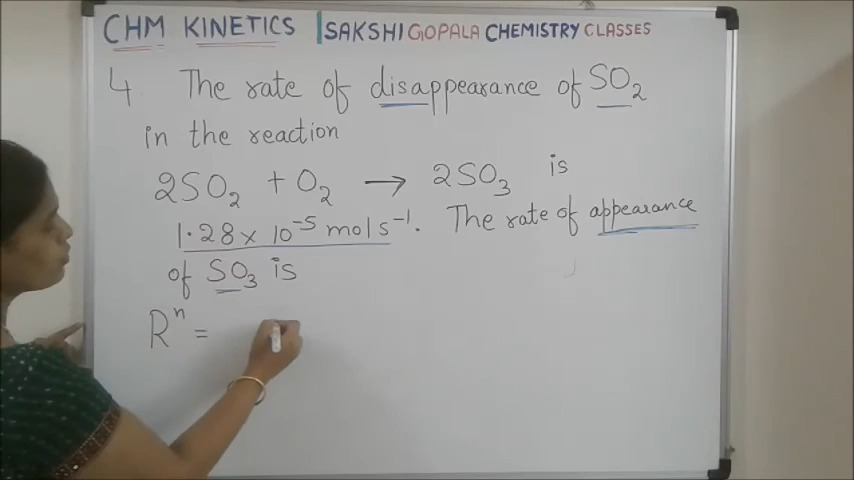 CHM KINETICS SAKSHI GOPALA CHEMISTRY CLASSES
4 The rate of disappearance of SO₂
in the reaction
2SO₂ + O₂ → 2SO₃ is
1.28 x 10⁻⁵ mol s⁻¹. The rate of appearance
of SO₃ is
Rⁿ =